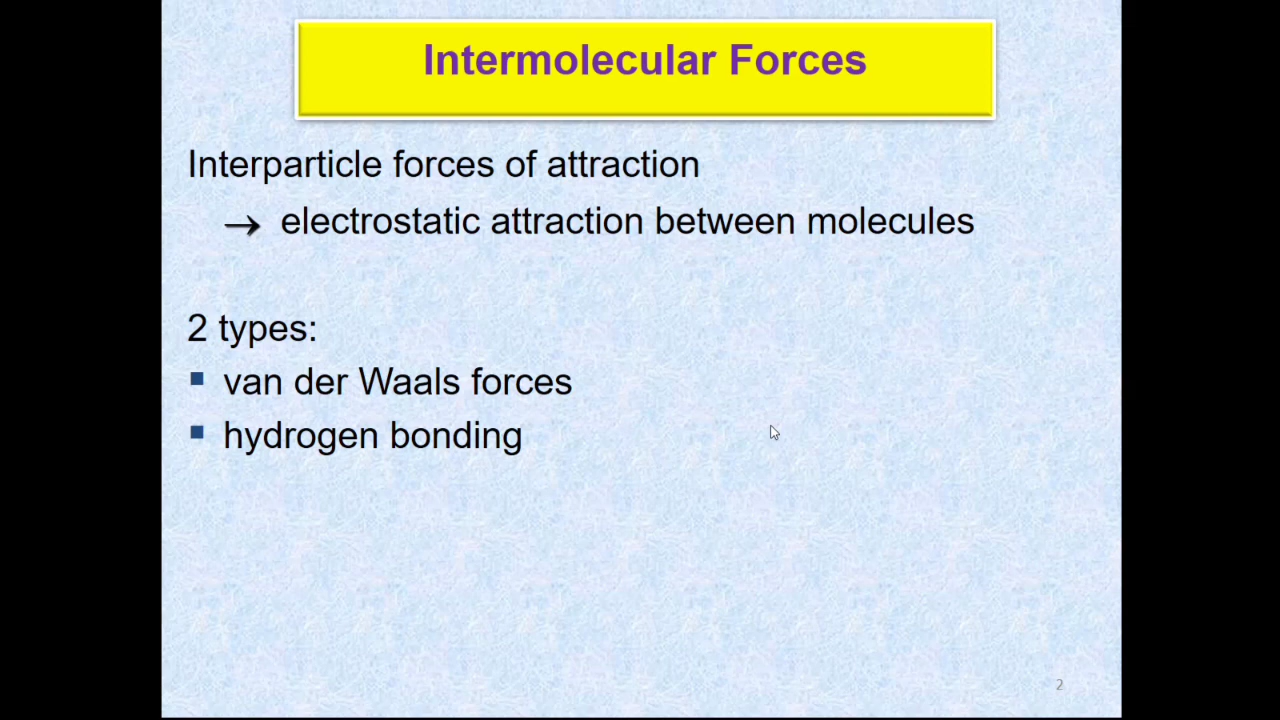 Intermolecular Forces
Interparticle forces of attraction
→ electrostatic attraction between molecules
2 types:
▪ van der Waals forces
▪ hydrogen bonding
2